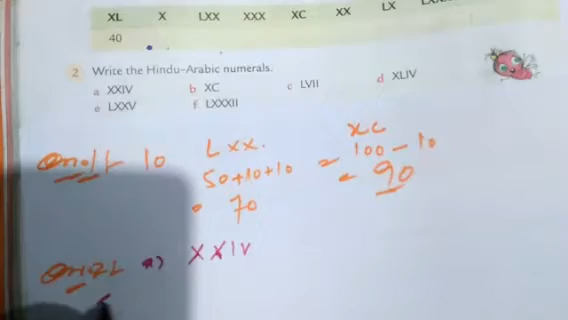 XL X LXX XXX XC XX LX
40
2 Write the Hindu-Arabic numerals.
a XXIV b XC c LVII d XLIV
e LXXV f LXXXII
10 LXX. XC
50+10+10 = 100-10
= 70 = 90
a) XXIV